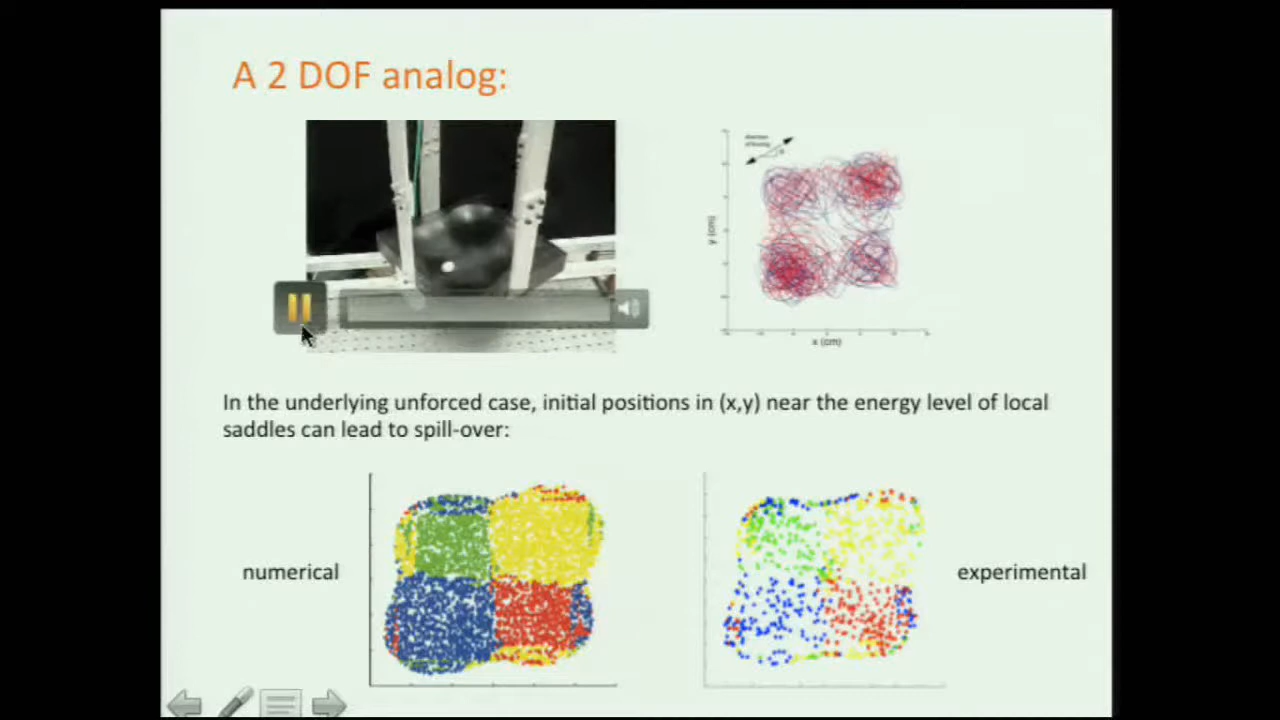 A 2 DOF analog:
y (cm)
x (cm)
In the underlying unforced case, initial positions in (x,y) near the energy level of local
saddles can lead to spill-over:
numerical
experimental